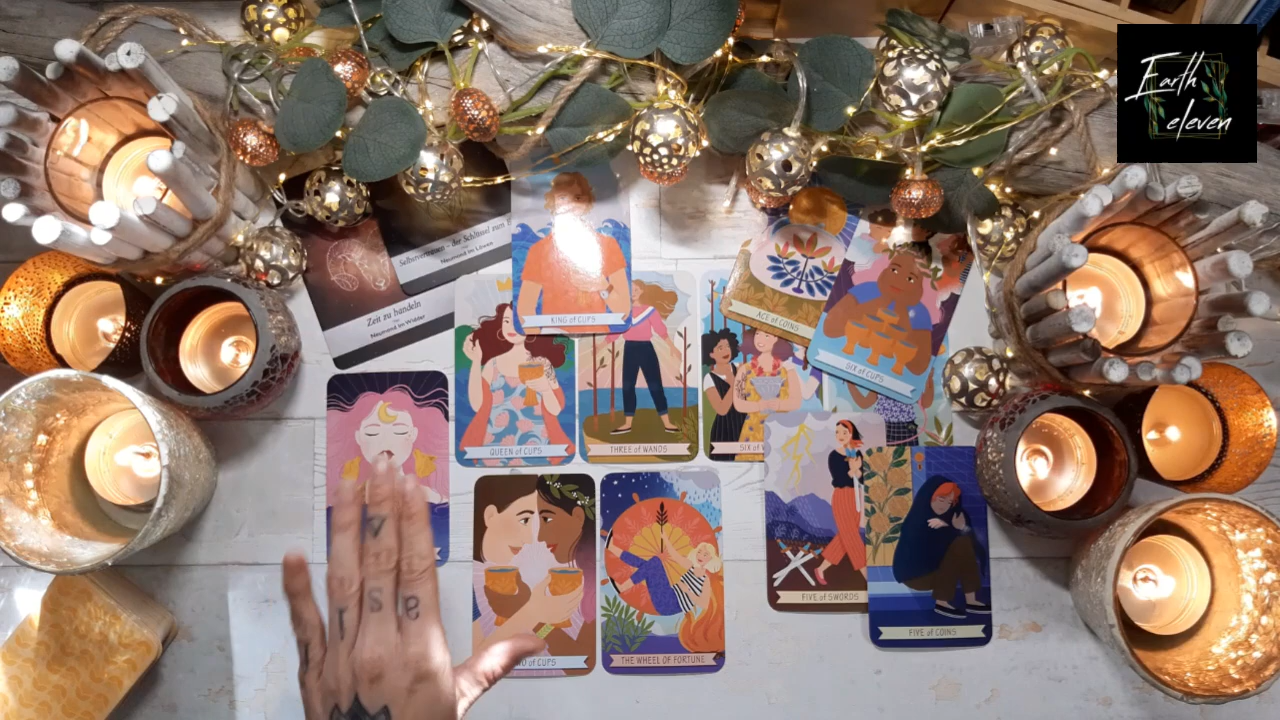 Earth
eleven
Selbstvertrauen - der Schlüssel zum
Neumond im Löwen
Zeit zu handeln
Neumond im Widder
KING of CUPS
ACE of COINS
SIX of CUPS
QUEEN of CUPS
THREE of WANDS
SIX of
FIVE of SWORDS
FIVE of COINS
OF CUPS
THE WHEEL OF FORTUNE